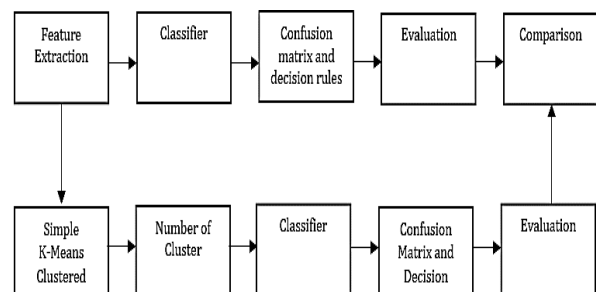 Feature
Extraction
Classifier
Confusion
matrix and
decision rules
Evaluation
Comparison
Simple
K-Means
Clustered
Number of
Cluster
Classifier
Confusion
Matrix and
Decision
Evaluation